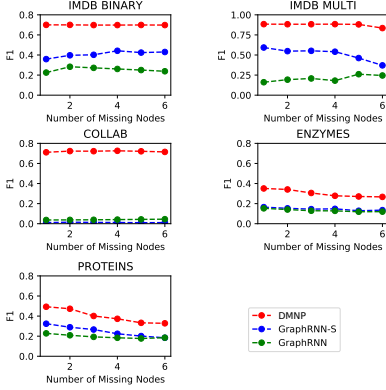 IMDB BINARY
0.8
0.6
0.4
0.2
0.0
F1
2 4 6
Number of Missing Nodes
IMDB MULTI
1.00
0.75
0.50
0.25
0.00
F1
2 4 6
Number of Missing Nodes
COLLAB
0.8
0.6
0.4
0.2
0.0
F1
2 4 6
Number of Missing Nodes
ENZYMES
0.8
0.6
0.4
0.2
0.0
F1
2 4 6
Number of Missing Nodes
PROTEINS
0.8
0.6
0.4
0.2
0.0
F1
2 4 6
Number of Missing Nodes
DMNP
GraphRNN-S
GraphRNN